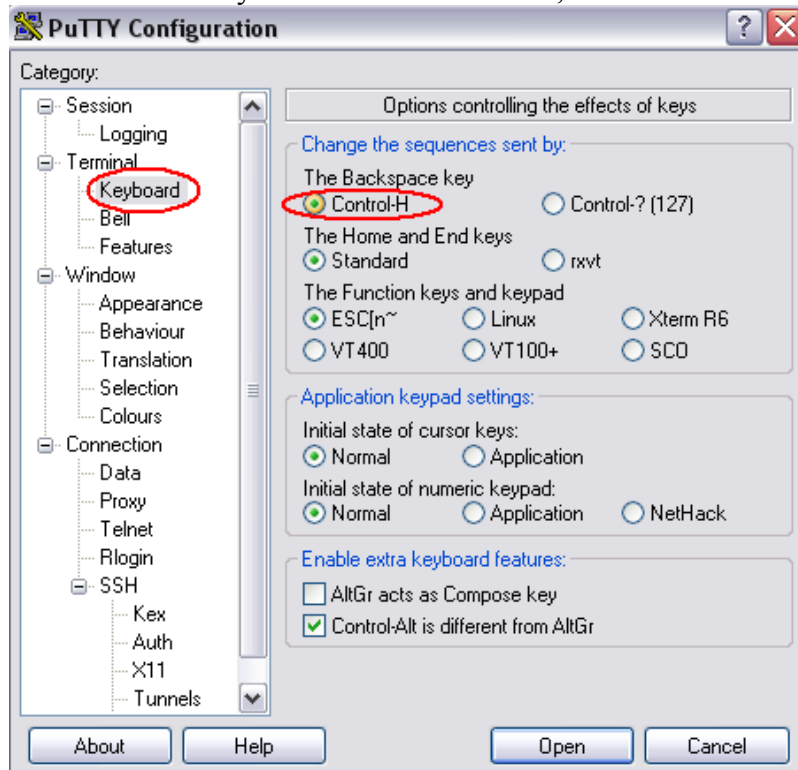 PuTTY Configuration
Category:
Session
Logging
Terminal
Keyboard
Bell
Features
Window
Appearance
Behaviour
Translation
Selection
Colours
Connection
Data
Proxy
Telnet
Rlogin
SSH
Kex
Auth
X11
Tunnels
Options controlling the effects of keys
Change the sequences sent by:
The Backspace key
Control-H Control-? (127)
The Home and End keys
Standard rxvt
The Function keys and keypad
ESC[n~ Linux Xterm R6
VT400 VT100+ SCO
Application keypad settings:
Initial state of cursor keys:
Normal Application
Initial state of numeric keypad:
Normal Application NetHack
Enable extra keyboard features:
AltGr acts as Compose key
Control-Alt is different from AltGr
About Help Open Cancel